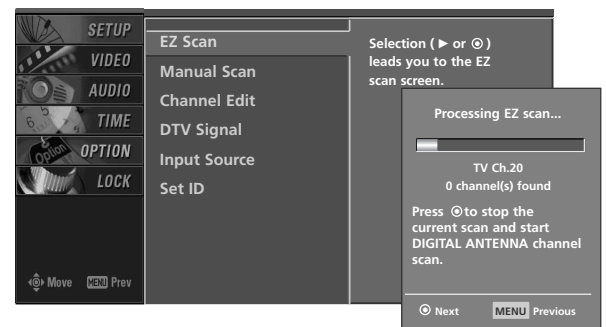 SETUP
VIDEO
AUDIO
TIME
OPTION
LOCK
Move MENU Prev
EZ Scan
Manual Scan
Channel Edit
DTV Signal
Input Source
Set ID
Selection ( ► or ⊙ )
leads you to the EZ
scan screen.
Processing EZ scan...
TV Ch.20
0 channel(s) found
Press ⊙to stop the
current scan and start
DIGITAL ANTENNA channel
scan.
⊙ Next MENU Previous